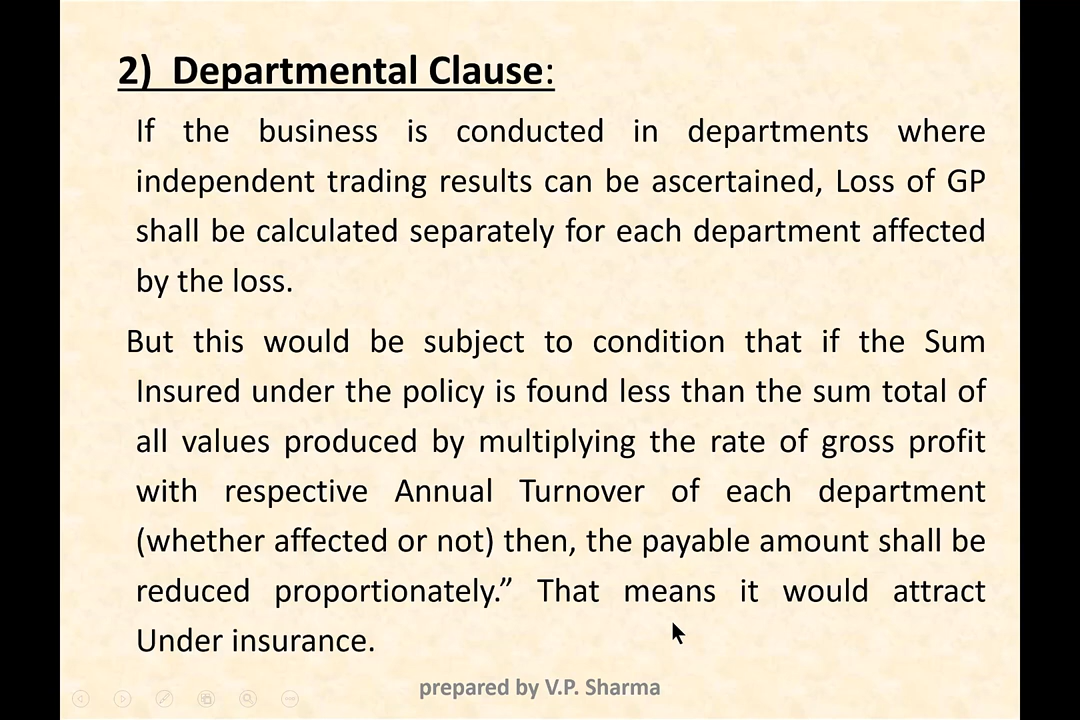 2) Departmental Clause:
If the business is conducted in departments where
independent trading results can be ascertained, Loss of GP
shall be calculated separately for each department affected
by the loss.
But this would be subject to condition that if the Sum
Insured under the policy is found less than the sum total of
all values produced by multiplying the rate of gross profit
with respective Annual Turnover of each department
(whether affected or not) then, the payable amount shall be
reduced proportionately.” That means it would attract
Under insurance.
prepared by V.P. Sharma